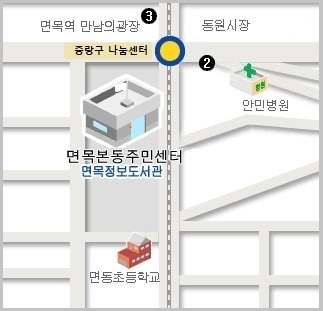 면목역 만남의광장
❸
동원시장
중랑구 나눔센터
❷
안민병원
면목본동주민센터
면목정보도서관
면동초등학교